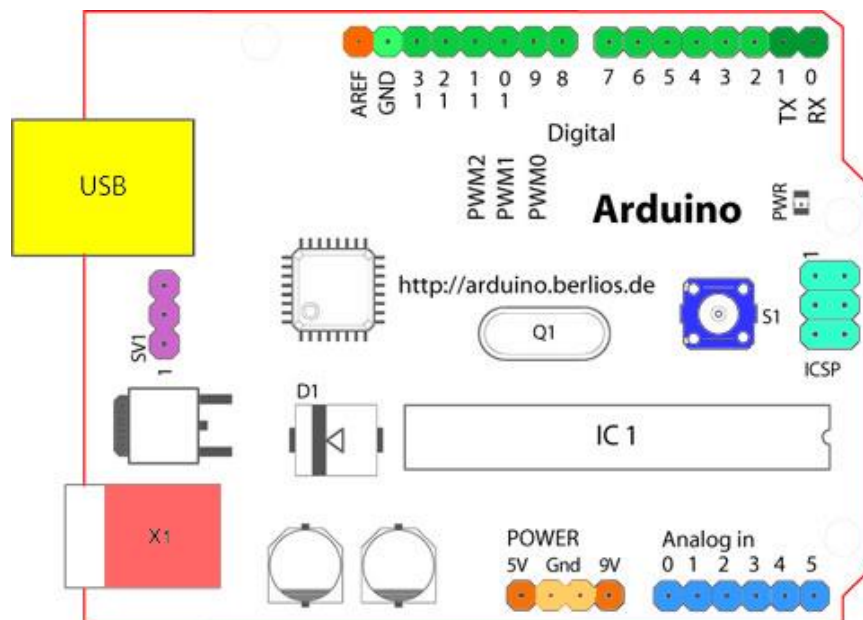 AREF GND 13 12 11 10 9 8 7 6 5 4 3 2 1 0
TX RX
Digital
PWM2 PWM1 PWM0
USB
Arduino
PWR
1
http://arduino.berlios.de
SV1
1
Q1
S1
ICSP
D1
IC 1
X1
POWER
5V Gnd 9V
Analog in
0 1 2 3 4 5